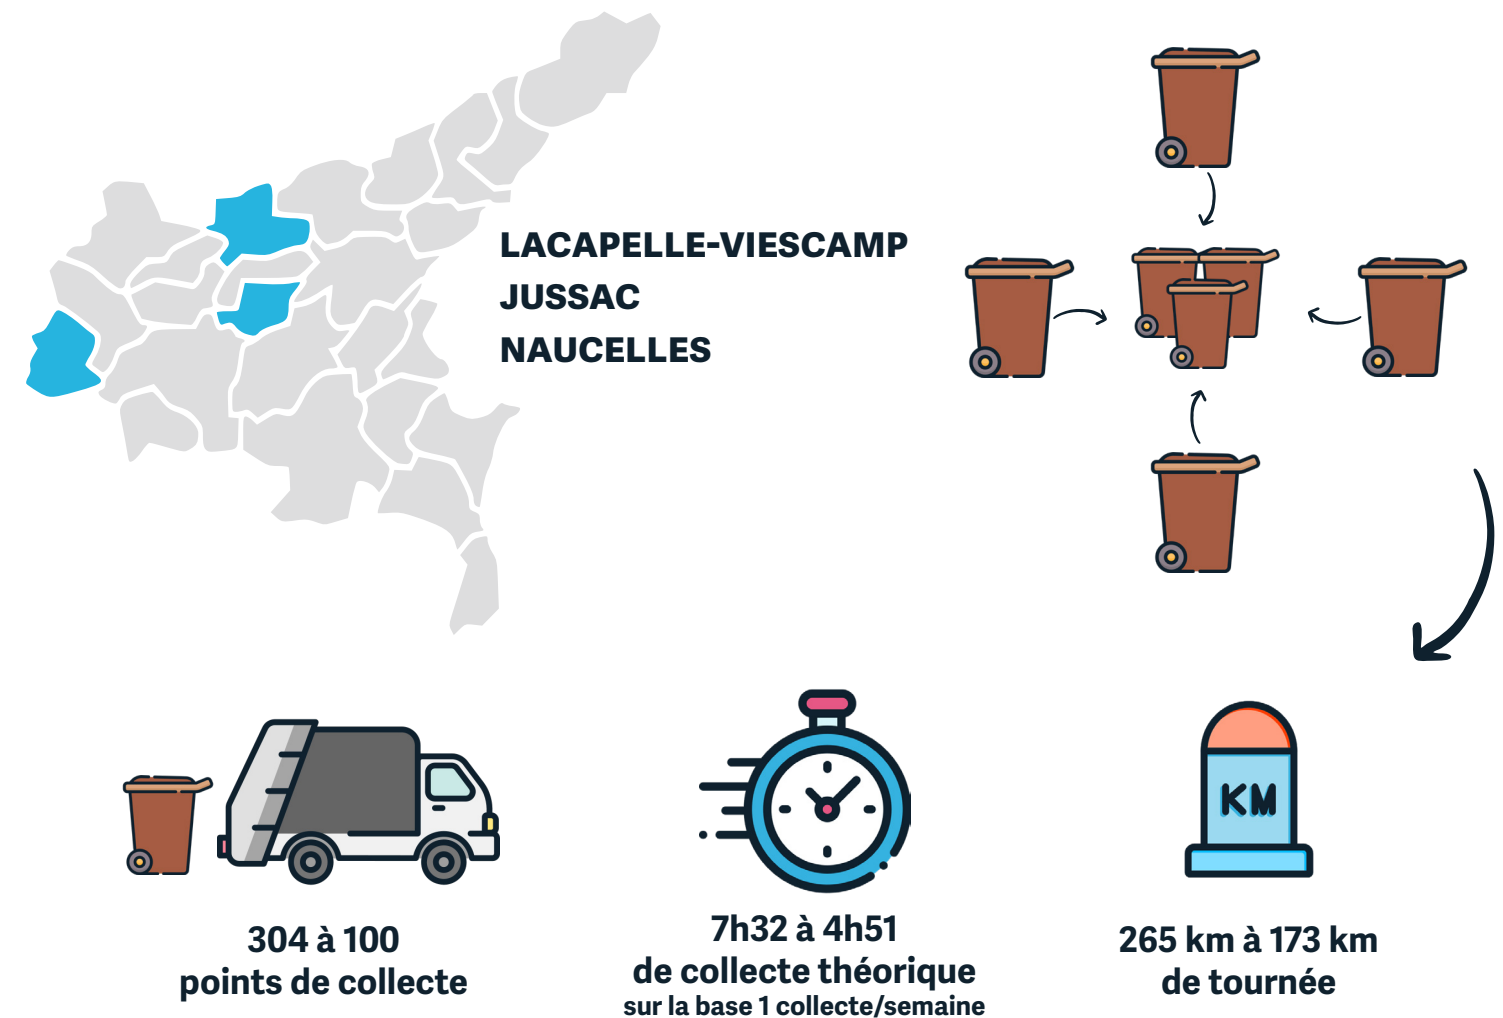 LACAPELLE-VIESCAMP
JUSSAC
NAUCELLES
KM
304 à 100
points de collecte
7h32 à 4h51
de collecte théorique
sur la base 1 collecte/semaine
265 km à 173 km
de tournée